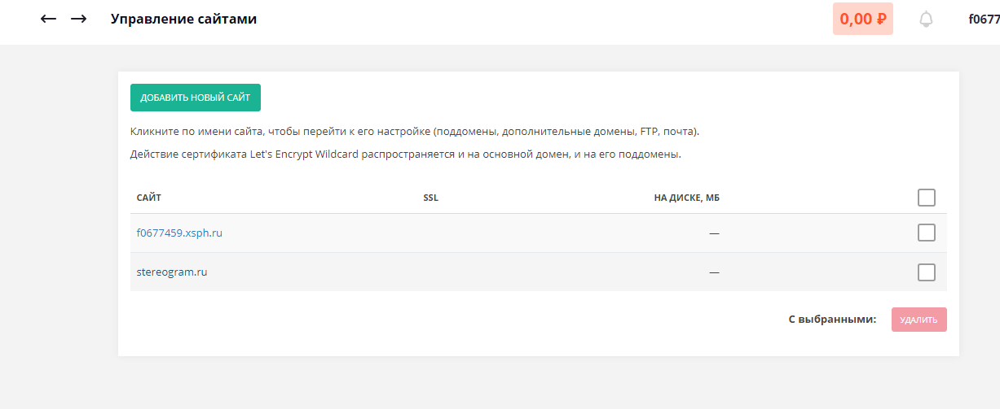 Управление сайтами
0,00 ₽
f0677
ДОБАВИТЬ НОВЫЙ САЙТ
Кликните по имени сайта, чтобы перейти к его настройке (поддомены, дополнительные домены, FTP, почта).
Действие сертификата Let's Encrypt Wildcard распространяется и на основной домен, и на его поддомены.
САЙТ SSL НА ДИСКЕ, МБ
f0677459.xsph.ru —
stereogram.ru —
С выбранными: УДАЛИТЬ